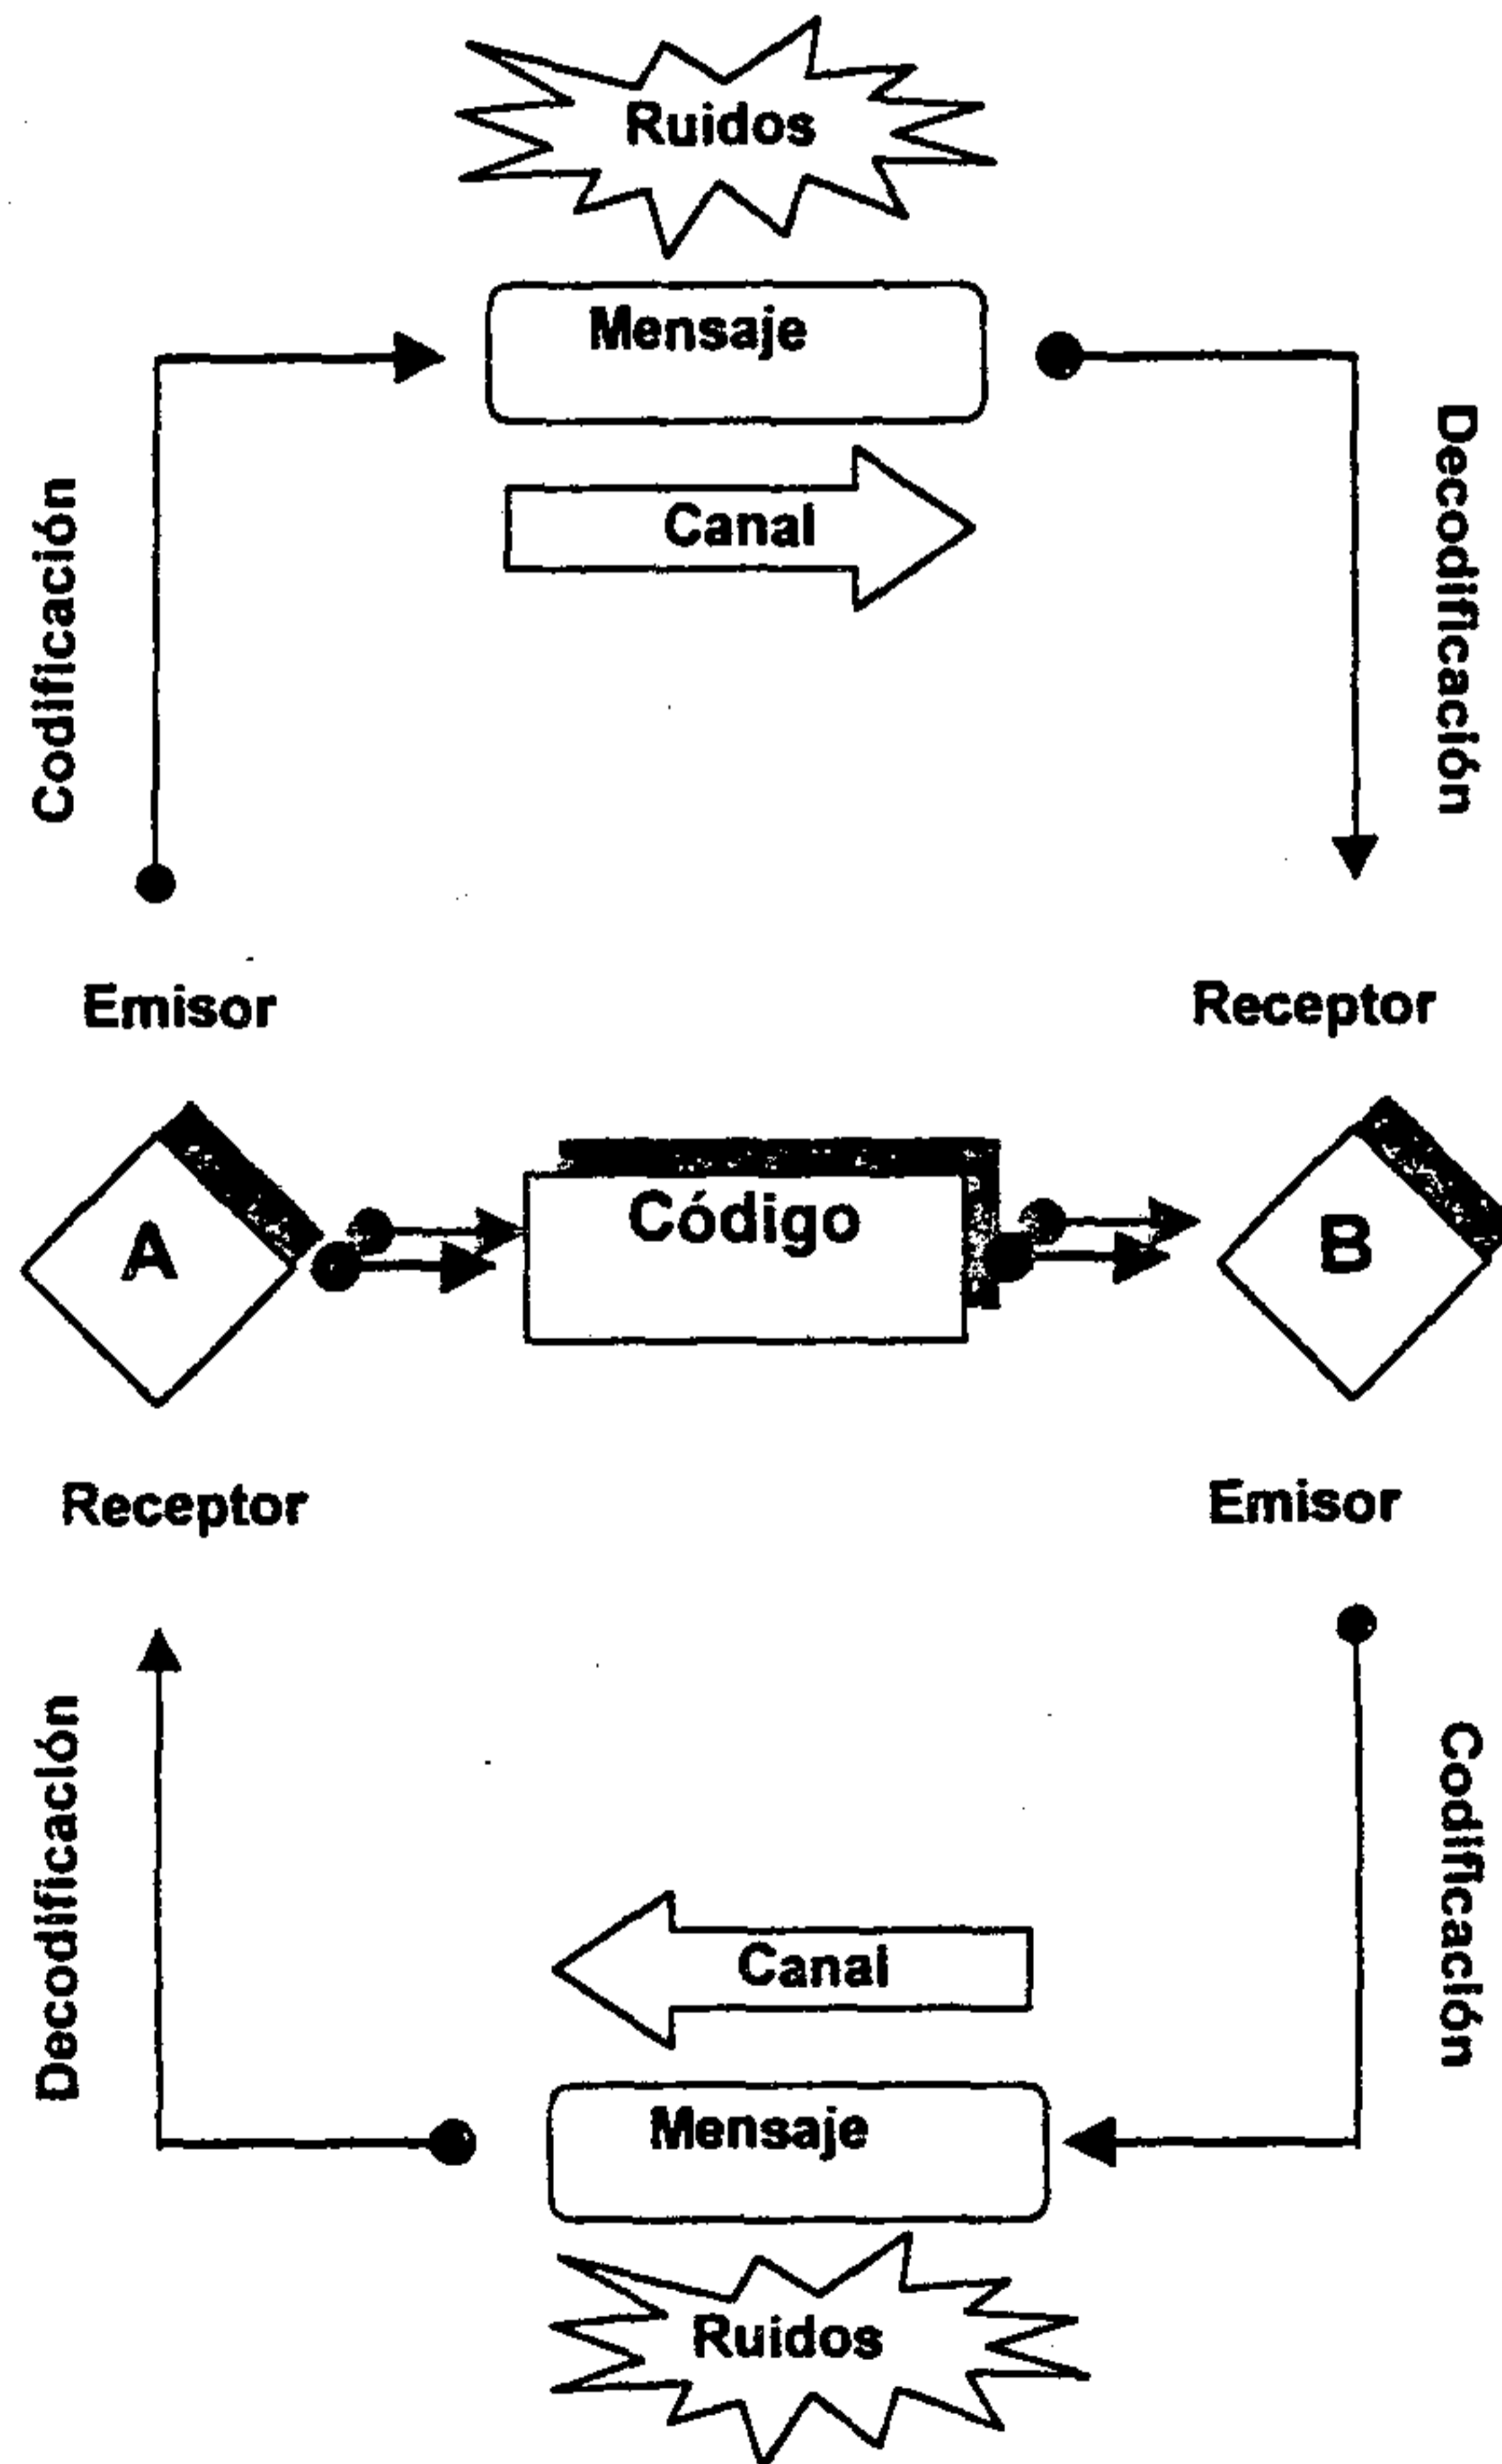 Ruidos
Mensaje
Canal
Codificación
Decodificación
Emisor
Receptor
A
Código
B
Receptor
Emisor
Decodificación
Codificación
Canal
Mensaje
Ruidos